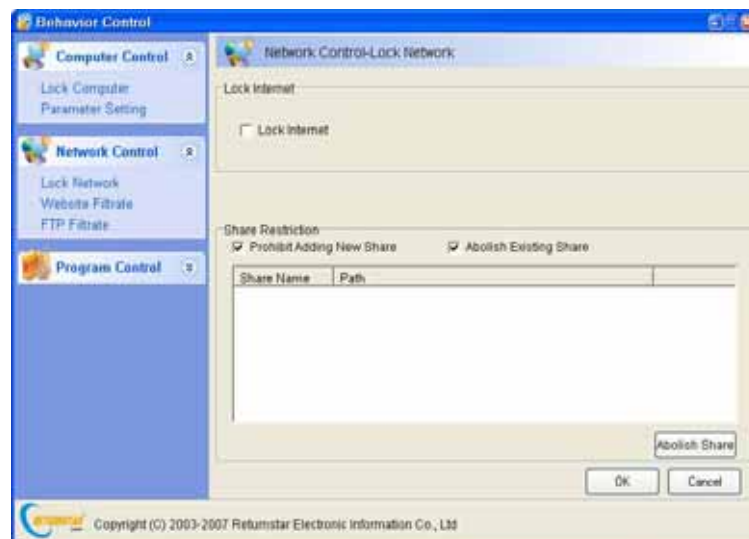 Behavior Control
Computer Control
Lock Computer
Parameter Setting
Network Control
Lock Network
Website Filtrate
FTP Filtrate
Program Control
Network Control-Lock Network
Lock Internet
Lock Internet
Share Restriction
Prohibit Adding New Share
Abolish Existing Share
Share Name
Path
Abolish Share
OK
Cancel
Copyright (C) 2003-2007 Returnstar Electronic Information Co., Ltd